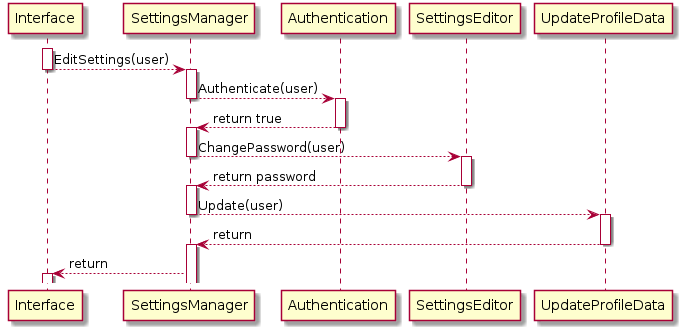 Interface SettingsManager Authentication SettingsEditor UpdateProfileData
EditSettings(user)
Authenticate(user)
return true
ChangePassword(user)
return password
Update(user)
return
return
Interface SettingsManager Authentication SettingsEditor UpdateProfileData